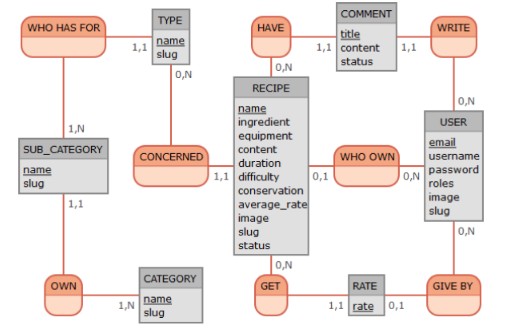 WHO HAS FOR
1,1
TYPE
name
slug
0,N
HAVE
1,1
COMMENT
title
content
status
1,1
WRITE
0,N
0,N
1,N
SUB_CATEGORY
name
slug
1,1
CONCERNED
1,1
RECIPE
name
ingredient
equipment
content
duration
difficulty
conservation
average_rate
image
slug
status
0,1
WHO OWN
0,N
USER
email
username
password
roles
image
slug
0,N
0,N
OWN
1,N
CATEGORY
name
slug
GET
1,1
RATE
rate
0,1
GIVE BY